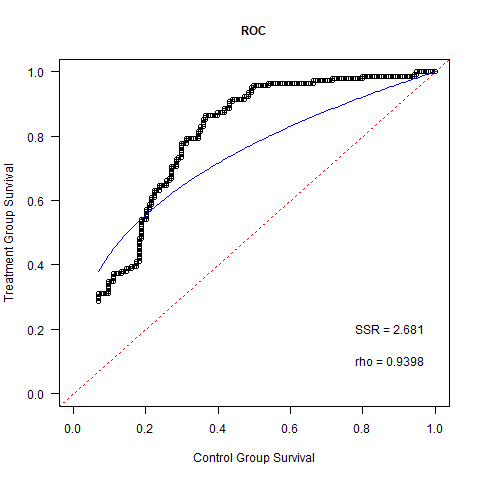 ROC
Treatment Group Survival
1.0
0.8
0.6
0.4
0.2
0.0
SSR = 2.681
rho = 0.9398
0.0 0.2 0.4 0.6 0.8 1.0
Control Group Survival